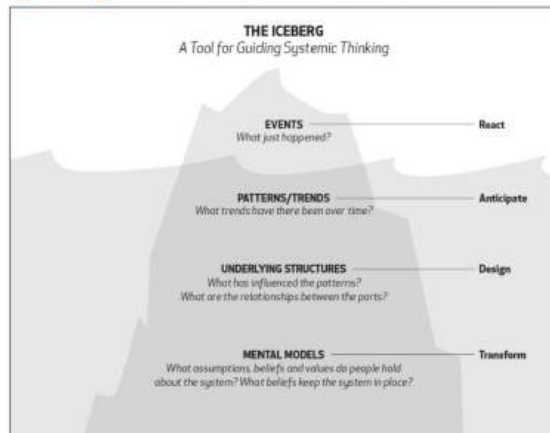 THE ICEBERG
A Tool for Guiding Systemic Thinking
EVENTS
React
What just happened?
PATTERNS/TRENDS
Anticipate
What trends have there been over time?
UNDERLYING STRUCTURES
Design
What has influenced the patterns?
What are the relationships between the parts?
MENTAL MODELS
Transform
What assumptions, beliefs and values do people hold
about the system? What beliefs keep the system in place?